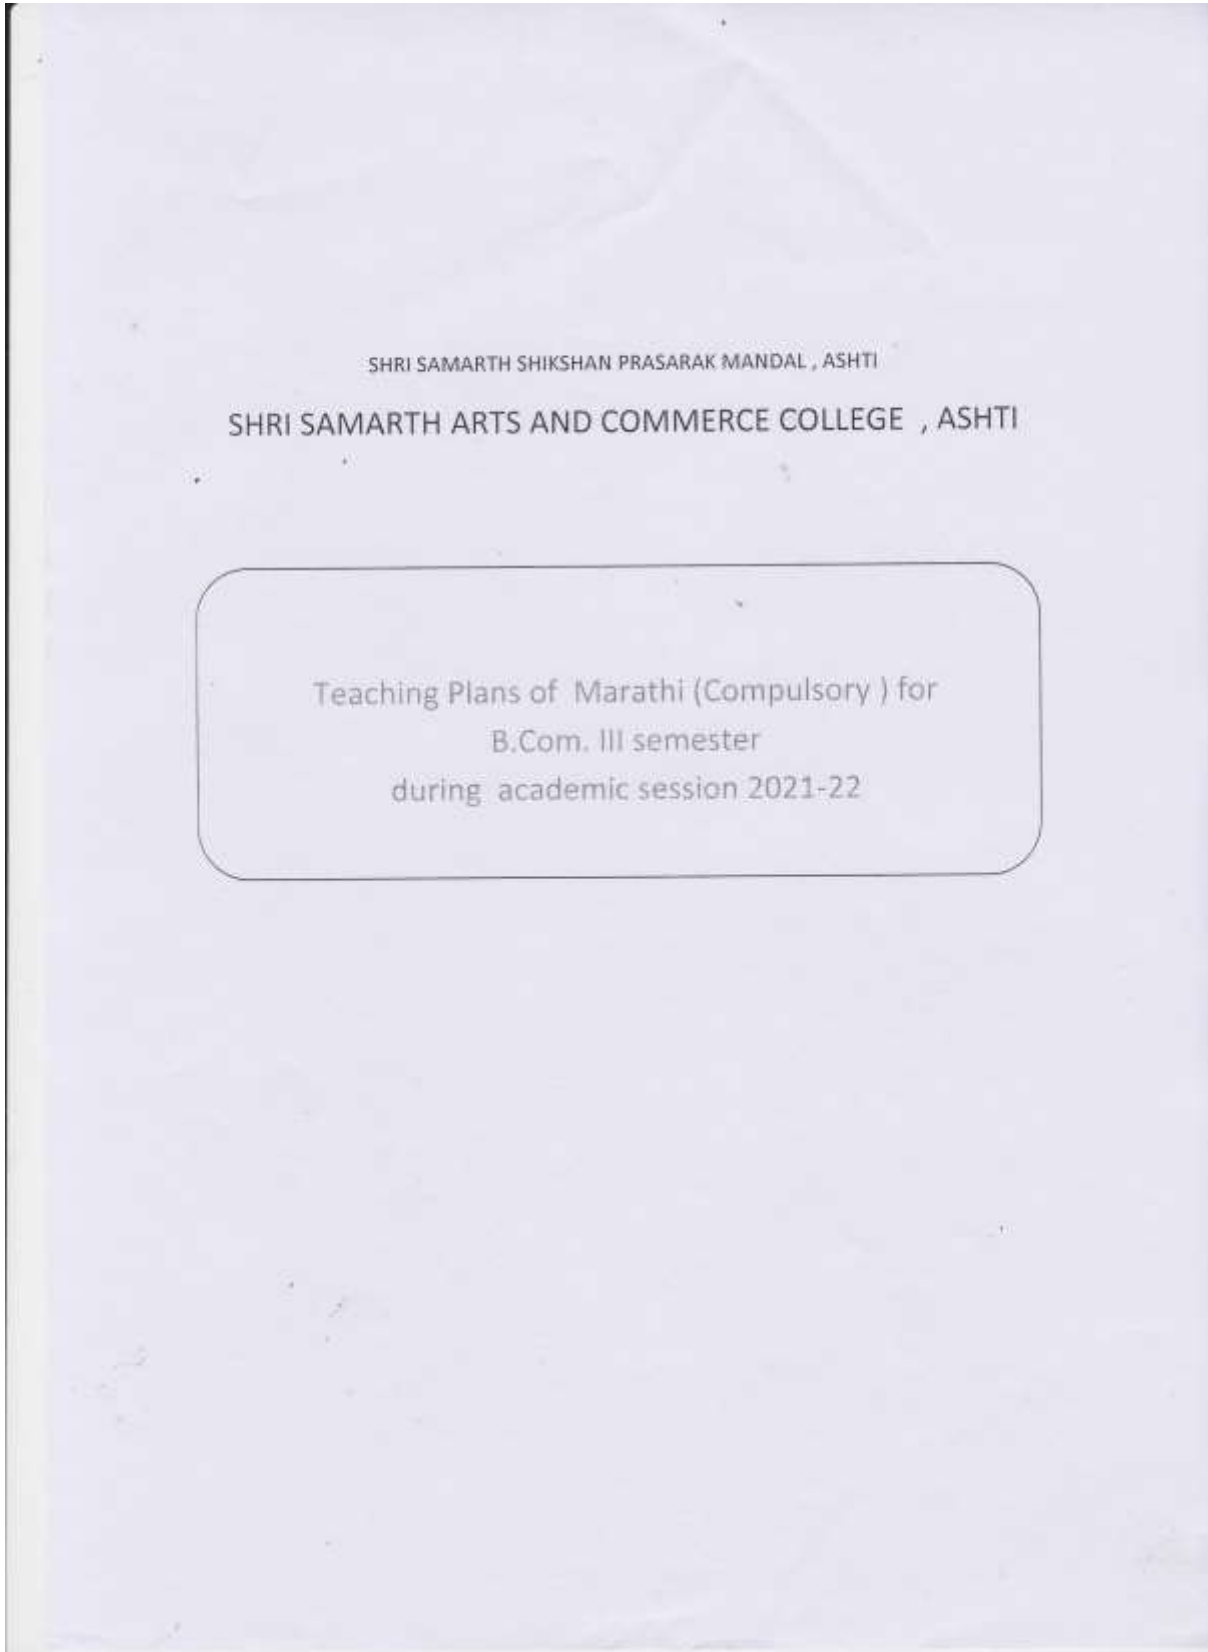 SHRI SAMARTH SHIKSHAN PRASARAK MANDAL , ASHTI
SHRI SAMARTH ARTS AND COMMERCE COLLEGE , ASHTI
Teaching Plans of Marathi (Compulsory ) for
B.Com. III semester
during academic session 2021-22